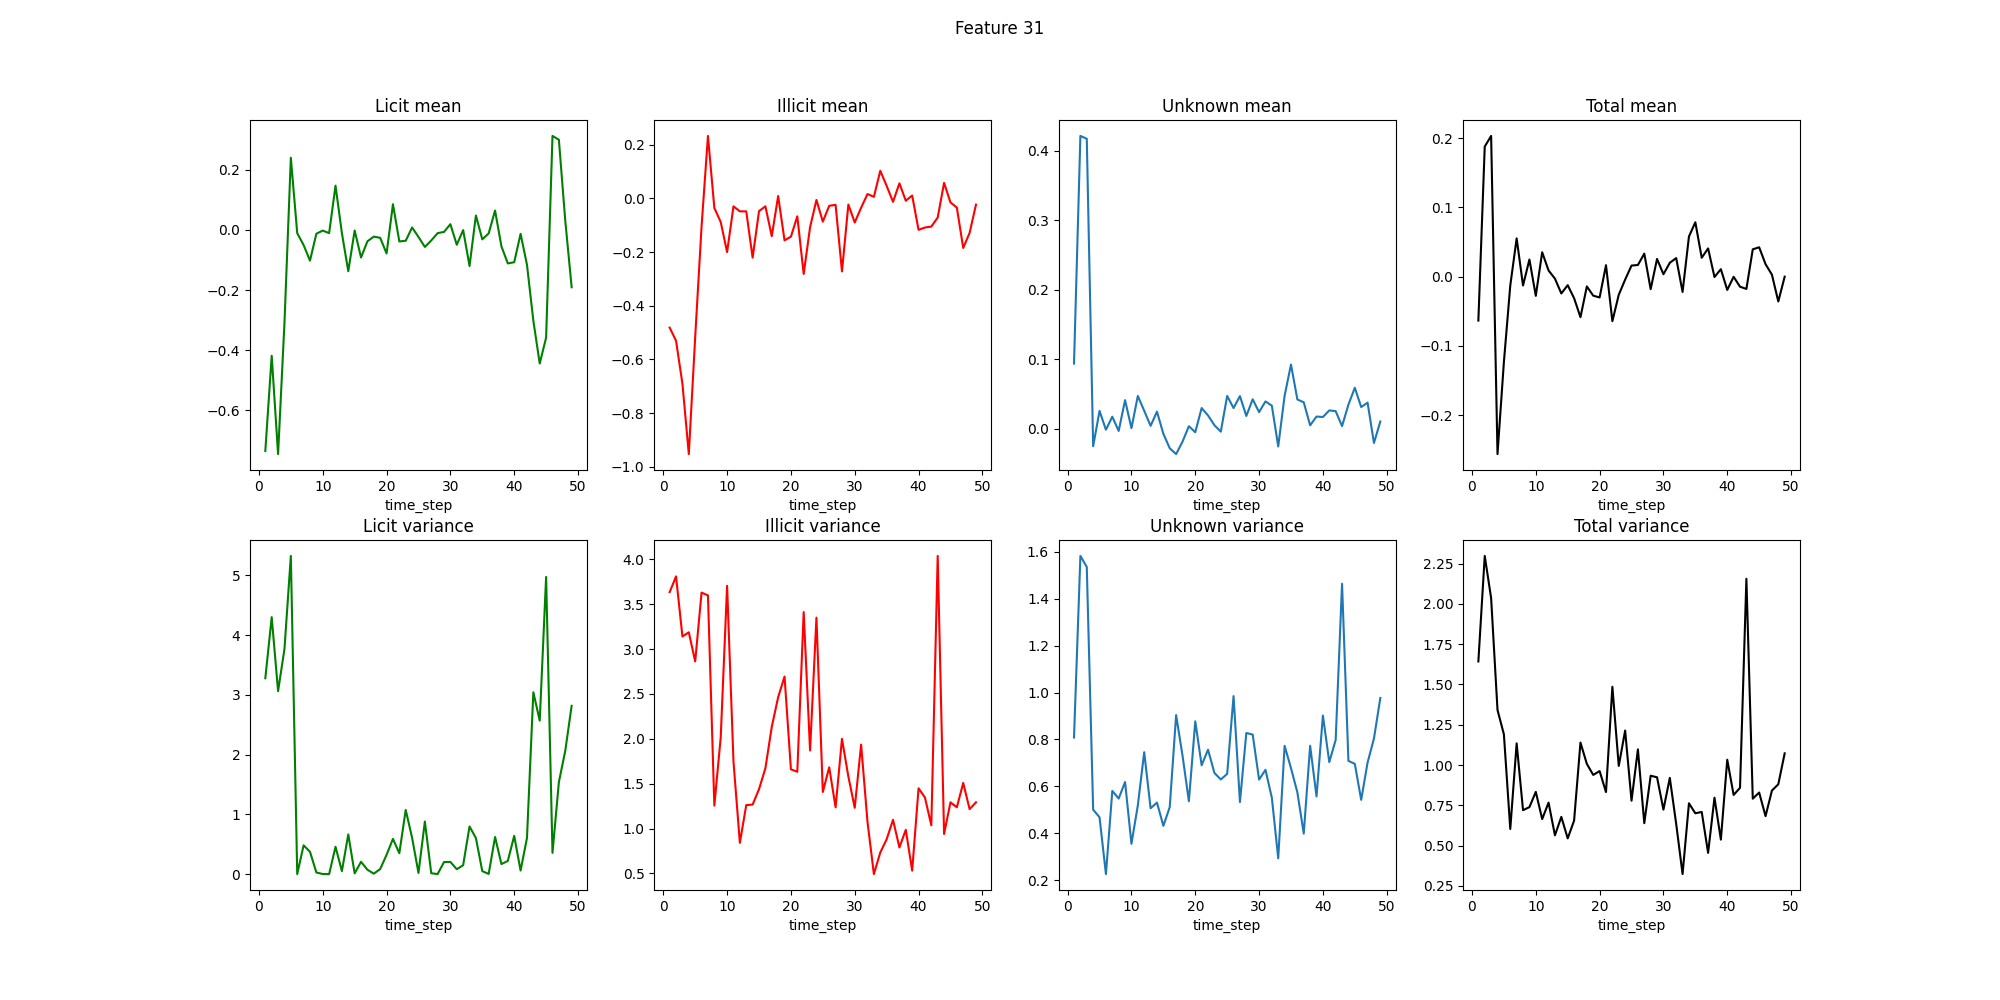 Feature 31
Licit mean
Illicit mean
Unknown mean
Total mean
0.2
0.0
−0.2
−0.4
−0.6
0 10 20 30 40 50
time_step
0.2
0.0
−0.2
−0.4
−0.6
−0.8
−1.0
0 10 20 30 40 50
time_step
0.4
0.3
0.2
0.1
0.0
0 10 20 30 40 50
time_step
0.2
0.1
0.0
−0.1
−0.2
0 10 20 30 40 50
time_step
Licit variance
Illicit variance
Unknown variance
Total variance
5
4
3
2
1
0
0 10 20 30 40 50
time_step
4.0
3.5
3.0
2.5
2.0
1.5
1.0
0.5
0 10 20 30 40 50
time_step
1.6
1.4
1.2
1.0
0.8
0.6
0.4
0.2
0 10 20 30 40 50
time_step
2.25
2.00
1.75
1.50
1.25
1.00
0.75
0.50
0.25
0 10 20 30 40 50
time_step